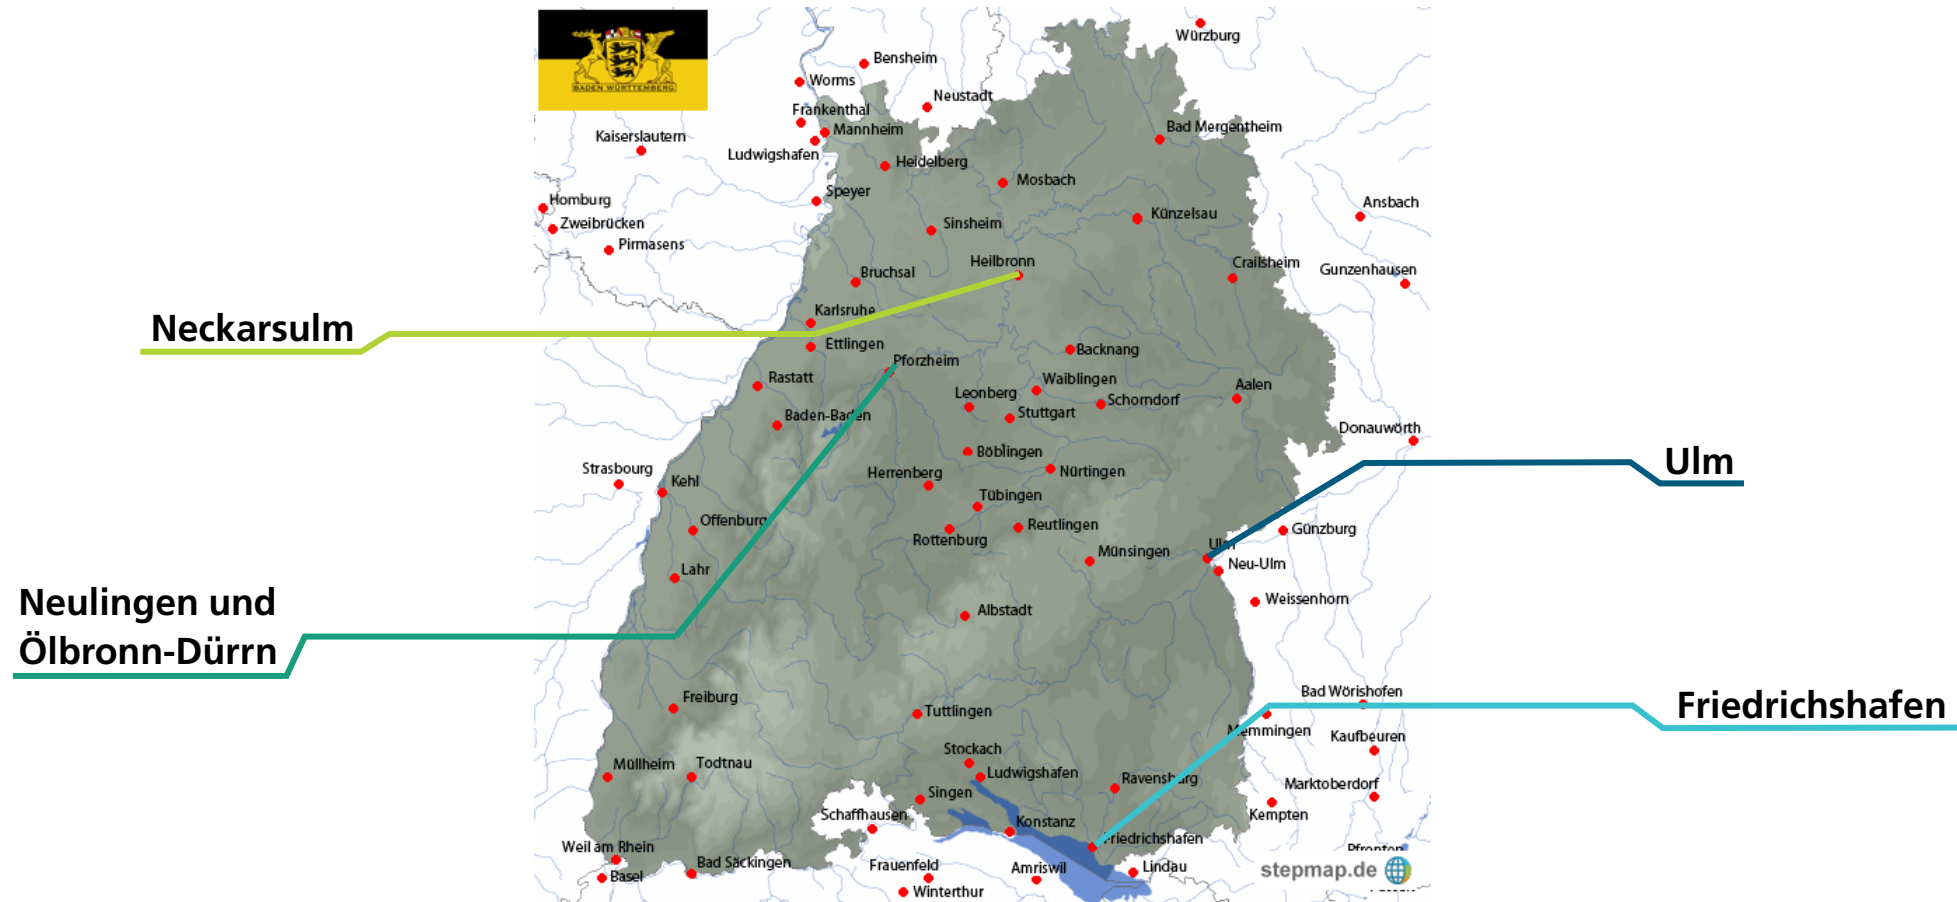 BADEN WÜRTTEMBERG
Würzburg
Bensheim
Worms
Neustadt
Frankenthal
Mannheim
Bad Mergentheim
Kaiserslautern
Ludwigshafen
Heidelberg
Mosbach
Speyer
Homburg
Künzelsau
Ansbach
Zweibrücken
Sinsheim
Pirmasens
Heilbronn
Crailsheim
Gunzenhausen
Bruchsal
Karlsruhe
Neckarsulm
Ettlingen
Backnang
Pforzheim
Rastatt
Waiblingen
Aalen
Leonberg
Schorndorf
Baden-Baden
Stuttgart
Donauwörth
Böblingen
Ulm
Strasbourg
Herrenberg
Nürtingen
Kehl
Tübingen
Offenburg
Reutlingen
Günzburg
Rottenburg
Münsingen
Ulm
Neu-Ulm
Lahr
Weissenhorn
Neulingen und
Ölbronn-Dürrn
Albstadt
Bad Wörishofen
Freiburg
Tuttlingen
Friedrichshafen
Memmingen
Kaufbeuren
Stockach
Müllheim
Todtnau
Ludwigshafen
Ravensburg
Marktoberdorf
Singen
Schaffhausen
Konstanz
Kempten
Friedrichshafen
Weil am Rhein
Bad Säckingen
Pfronten
Frauenfeld
Amriswil
Lindau
stepmap.de
Basel
Winterthur